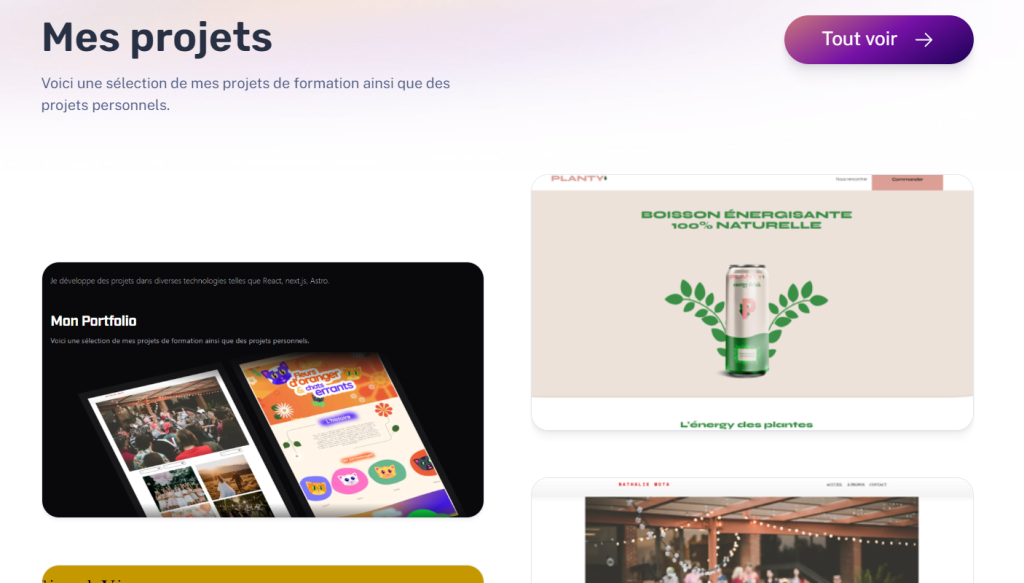 Mes projets
Tout voir
Voici une sélection de mes projets de formation ainsi que des
projets personnels.
PLANTY
Nous rencontrer
Commander
BOISSON ÉNERGISANTE
100% NATURELLE
L'énergy des plantes
Je développe des projets dans diverses technologies telles que React, next.js, Astro.
Mon Portfolio
Voici une sélection de mes projets de formation ainsi que des projets personnels.
Fleurs
d'oranger
& chats
errants
L'histoire
NATHALIE MOTA
ACCUEIL
À PROPOS
CONTACT